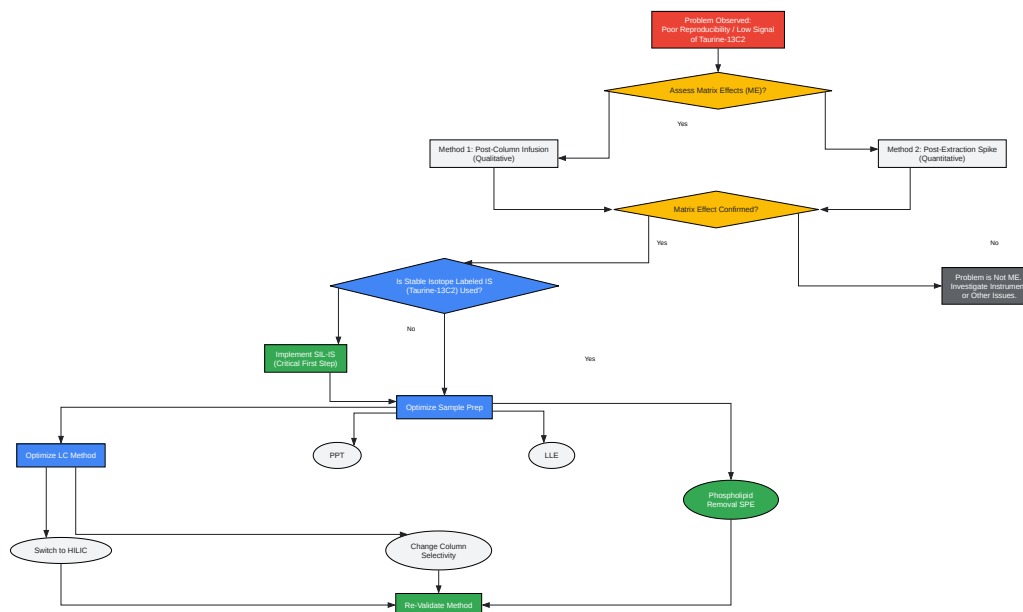 Problem Observed:
Poor Reproducibility / Low Signal
of Taurine-13C2
Assess Matrix Effects (ME)?
Yes
Method 1: Post-Column Infusion
(Qualitative)
Method 2: Post-Extraction Spike
(Quantitative)
Matrix Effect Confirmed?
Yes
No
Is Stable Isotope Labeled IS
(Taurine-13C2) Used?
Problem is Not ME.
Investigate Instrumen
or Other Issues.
No
Yes
Implement SIL-IS
(Critical First Step)
Optimize Sample Prep
Optimize LC Method
PPT
LLE
Phospholipid
Removal SPE
Switch to HILIC
Change Column
Selectivity
Re-Validate Method